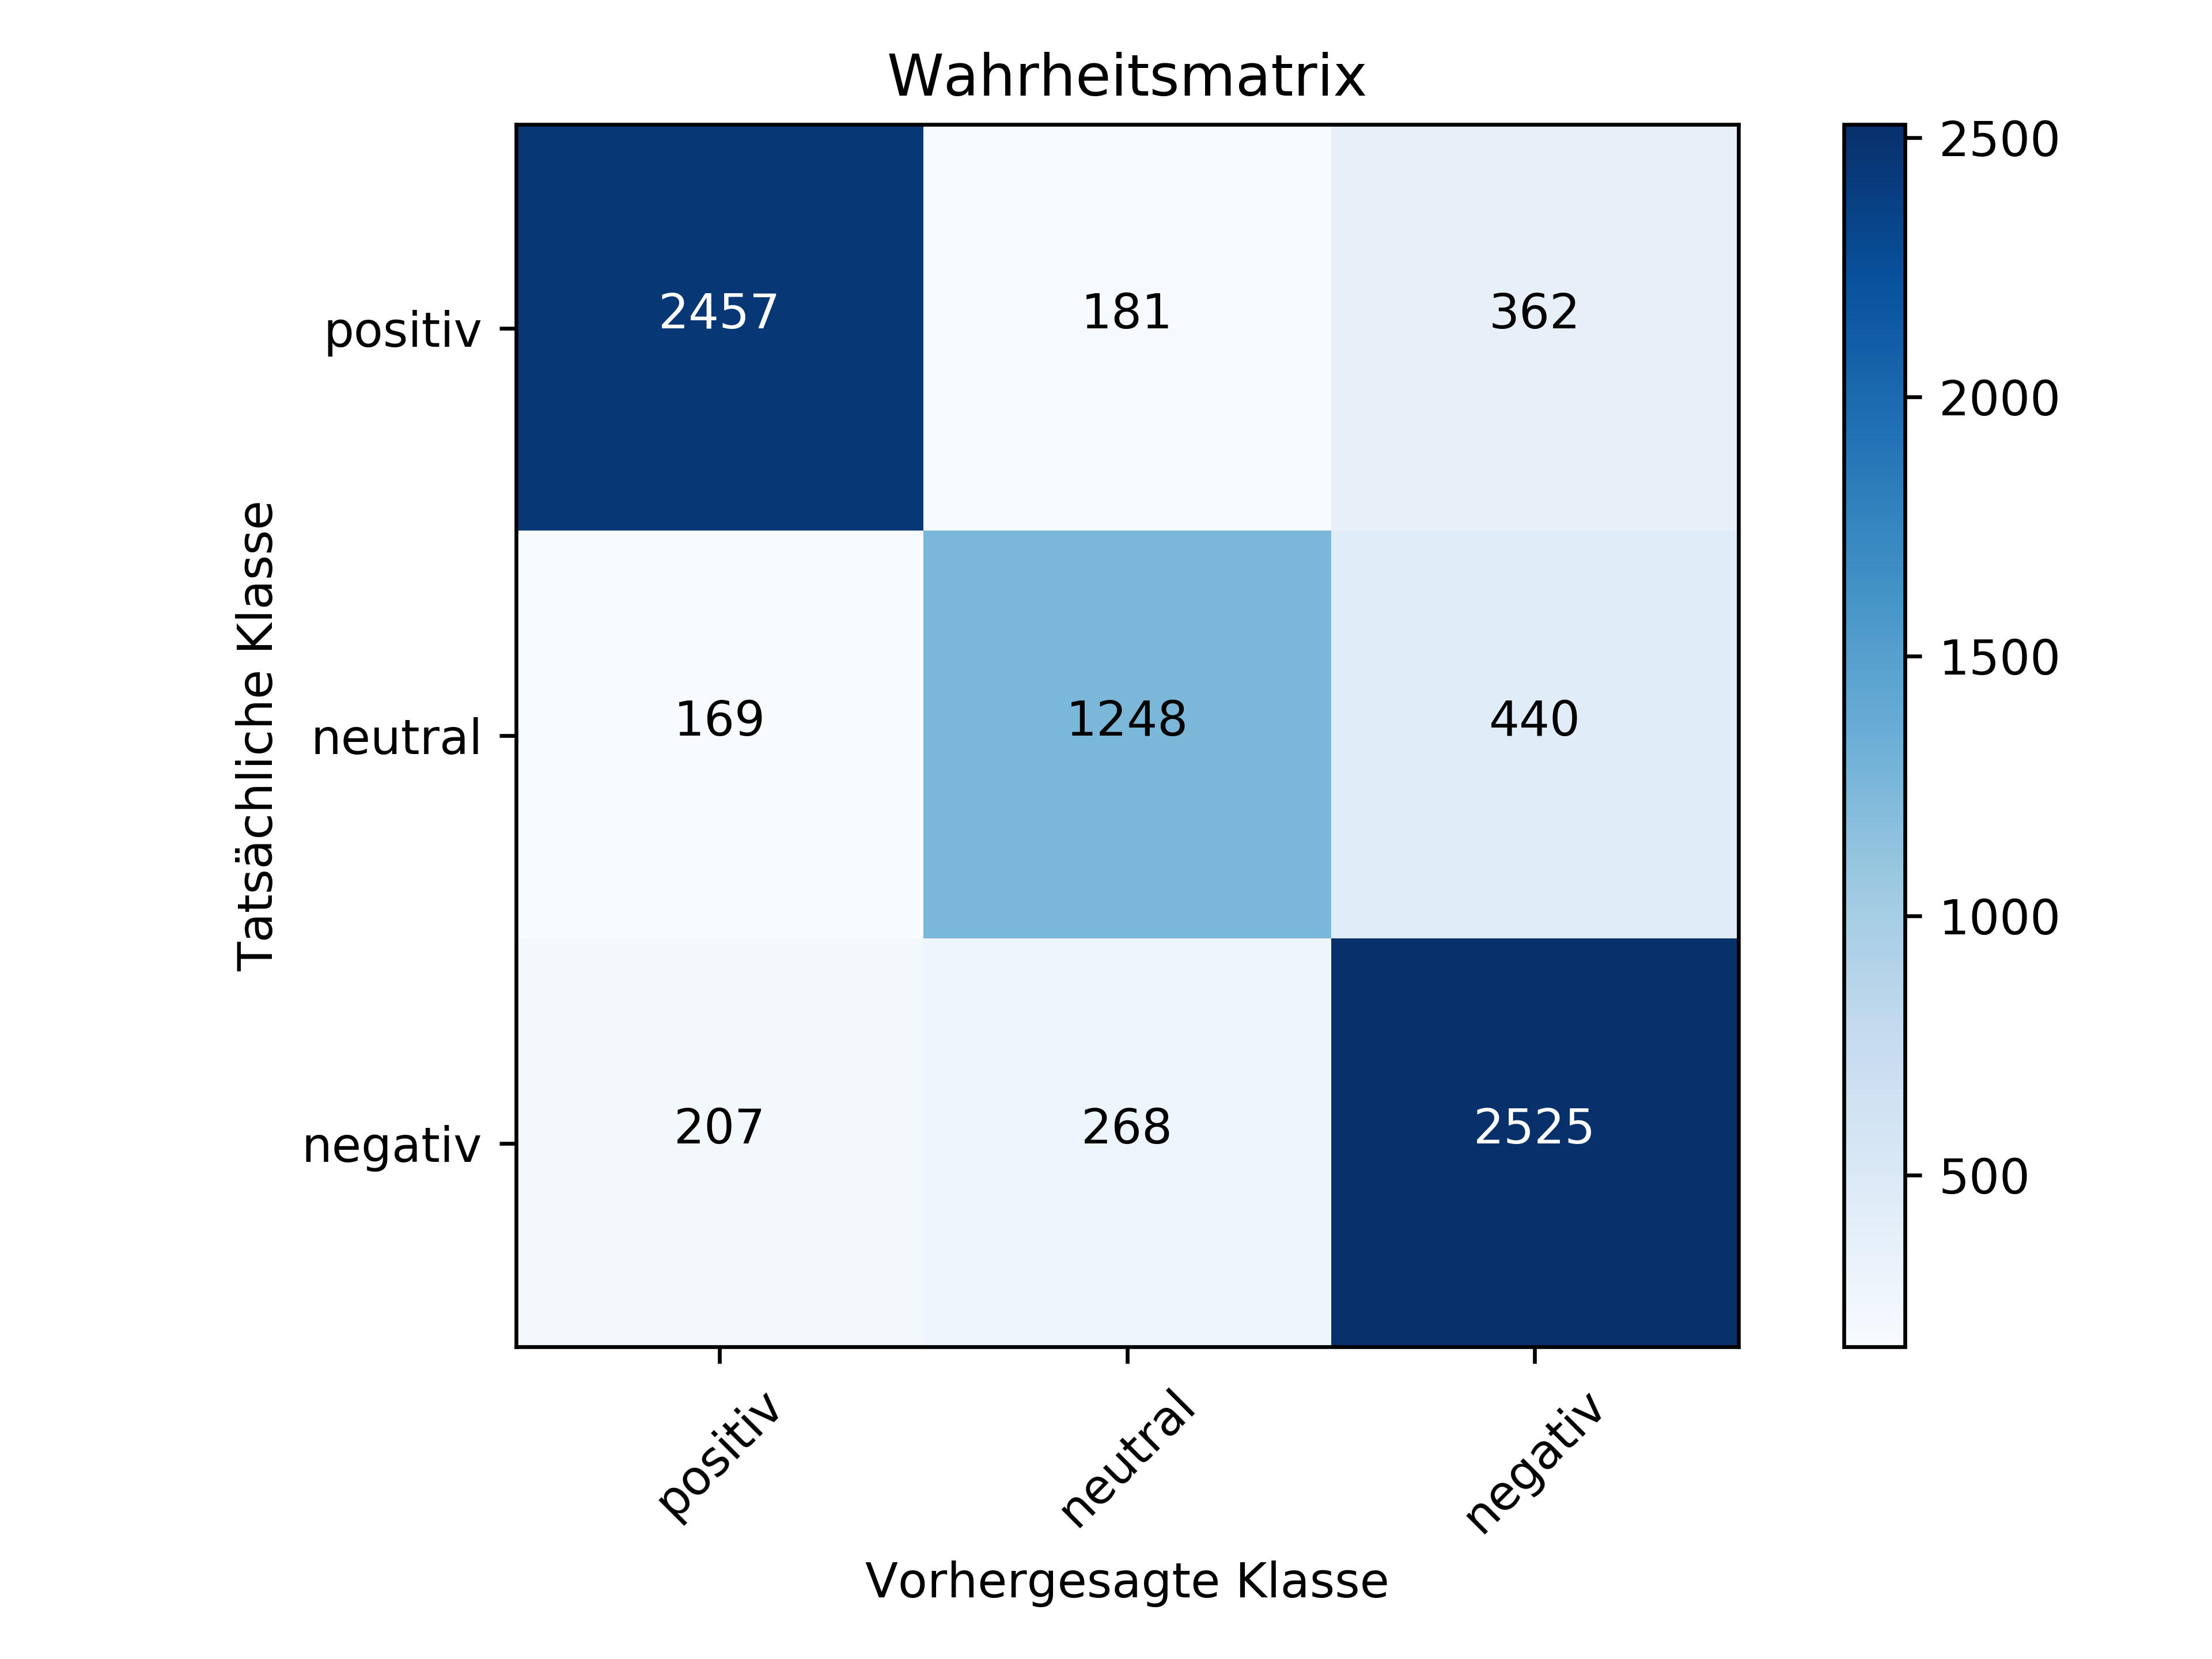 Wahrheitsmatrix
Tatsächliche Klasse
positiv 2457 181 362
neutral 169 1248 440
negativ 207 268 2525
positiv neutral negativ
Vorhergesagte Klasse
2500
2000
1500
1000
500